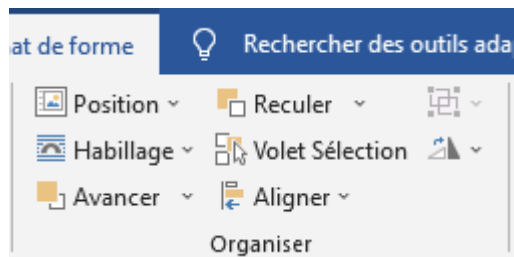 at de forme Rechercher des outils ada
Position Reculer
Habillage Volet Sélection
Avancer Aligner
Organiser